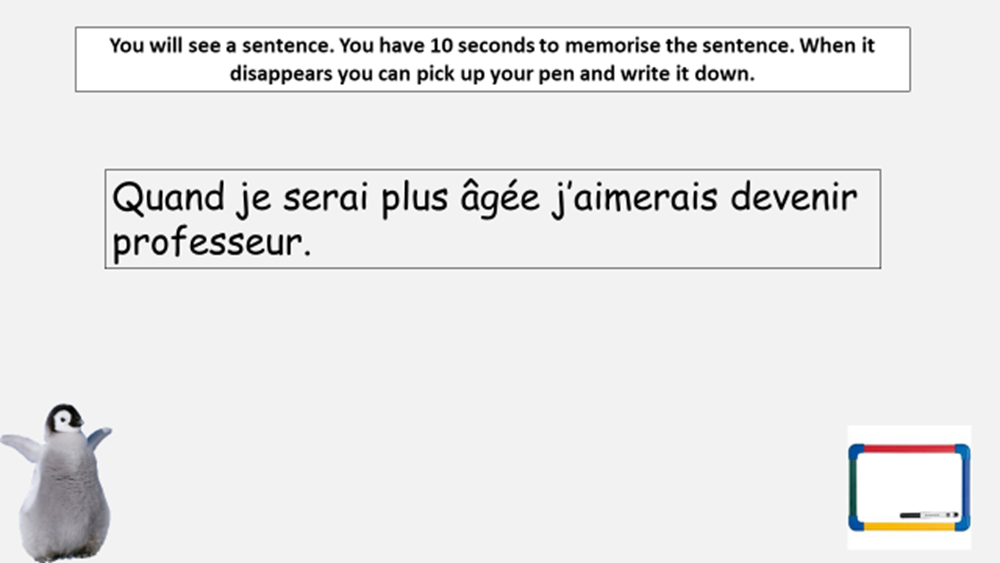 You will see a sentence. You have 10 seconds to memorise the sentence. When it
disappears you can pick up your pen and write it down.
Quand je serai plus âgée j'aimerais devenir
professeur.